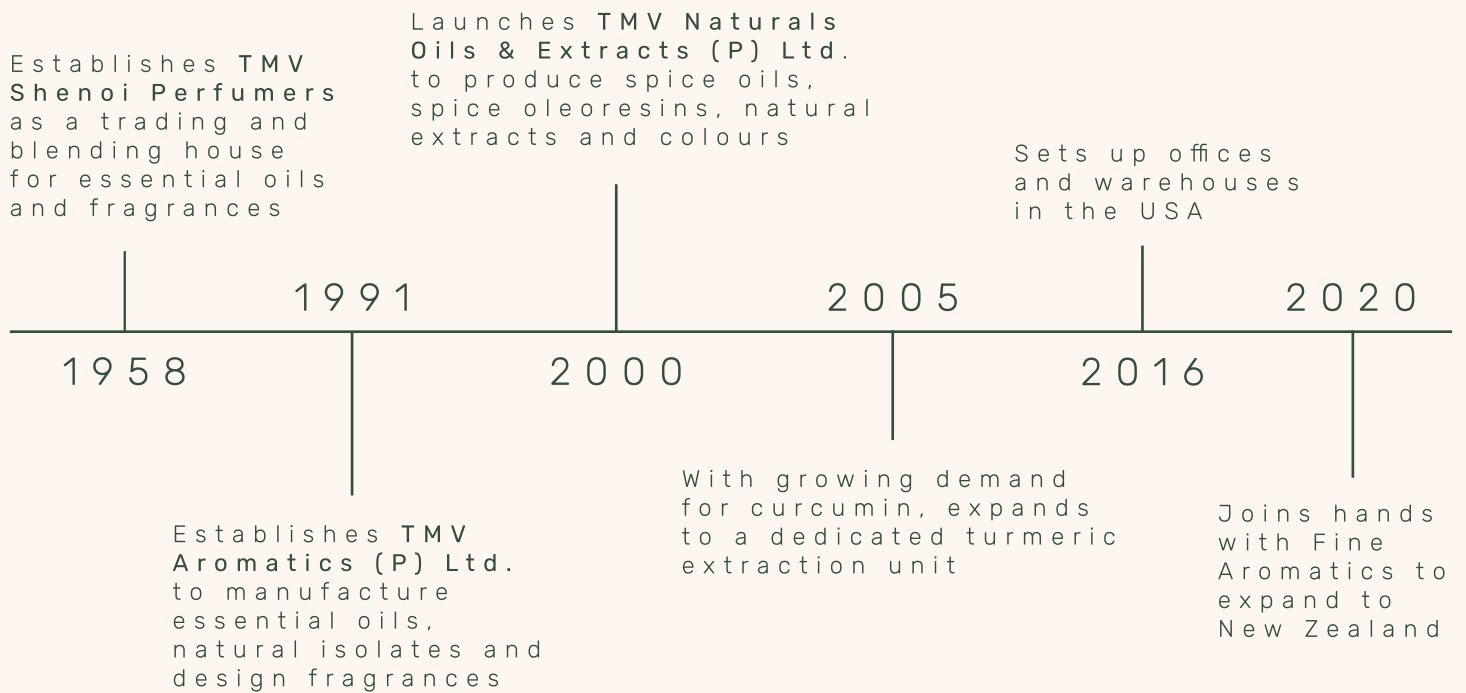 Establishes TMV
Shenoi Perfumers
as a trading and
blending house
for essential oils
and fragrances
1958
1991
Establishes TMV
Aromatics (P) Ltd.
to manufacture
essential oils,
natural isolates and
design fragrances
Launches TMV Naturals
Oils & Extracts (P) Ltd.
to produce spice oils,
spice oleoresins, natural
extracts and colours
2000
2005
With growing demand
for curcumin, expands
to a dedicated turmeric
extraction unit
Sets up offices
and warehouses
in the USA
2016
2020
Joins hands
with Fine
Aromatics to
expand to
New Zealand